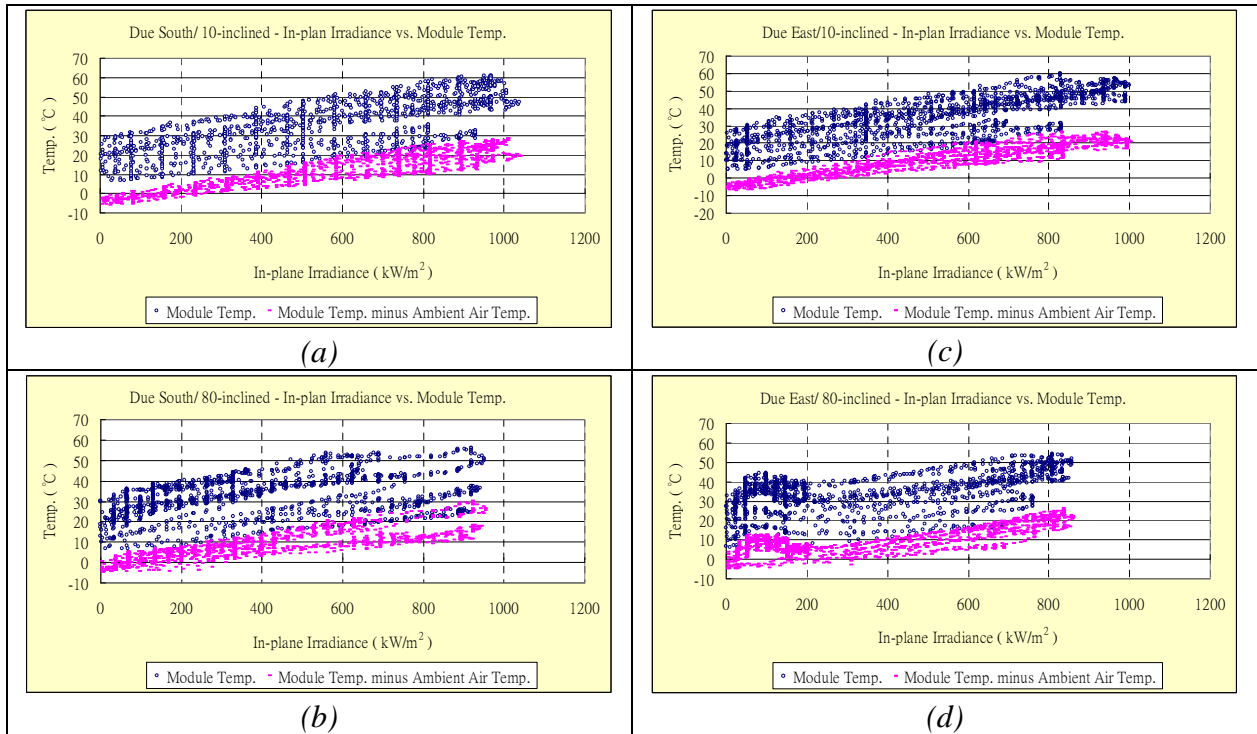 Due South/ 10-inclined - In-plan Irradiance vs. Module Temp.
70
60
50
40
30
20
10
0
-10
Temp. ( ℃ )
0 200 400 600 800 1000 1200
In-plane Irradiance ( kW/m²)
Module Temp. Module Temp. minus Ambient Air Temp.
(a)
Due East/10-inclined - In-plan Irradiance vs. Module Temp.
70
60
50
40
30
20
10
0
-10
-20
Temp. ( ℃ )
0 200 400 600 800 1000 1200
In-plane Irradiance ( kW/m²)
Module Temp. Module Temp. minus Ambient Air Temp.
(c)
Due South/ 80-inclined - In-plan Irradiance vs. Module Temp.
70
60
50
40
30
20
10
0
-10
Temp. ( ℃ )
0 200 400 600 800 1000 1200
In-plane Irradiance ( kW/m²)
Module Temp. Module Temp. minus Ambient Air Temp.
(b)
Due East/ 80-inclined - In-plan Irradiance vs. Module Temp.
70
60
50
40
30
20
10
0
-10
Temp. ( ℃ )
0 200 400 600 800 1000 1200
In-plane Irradiance ( kW/m²)
Module Temp. Module Temp. minus Ambient Air Temp.
(d)